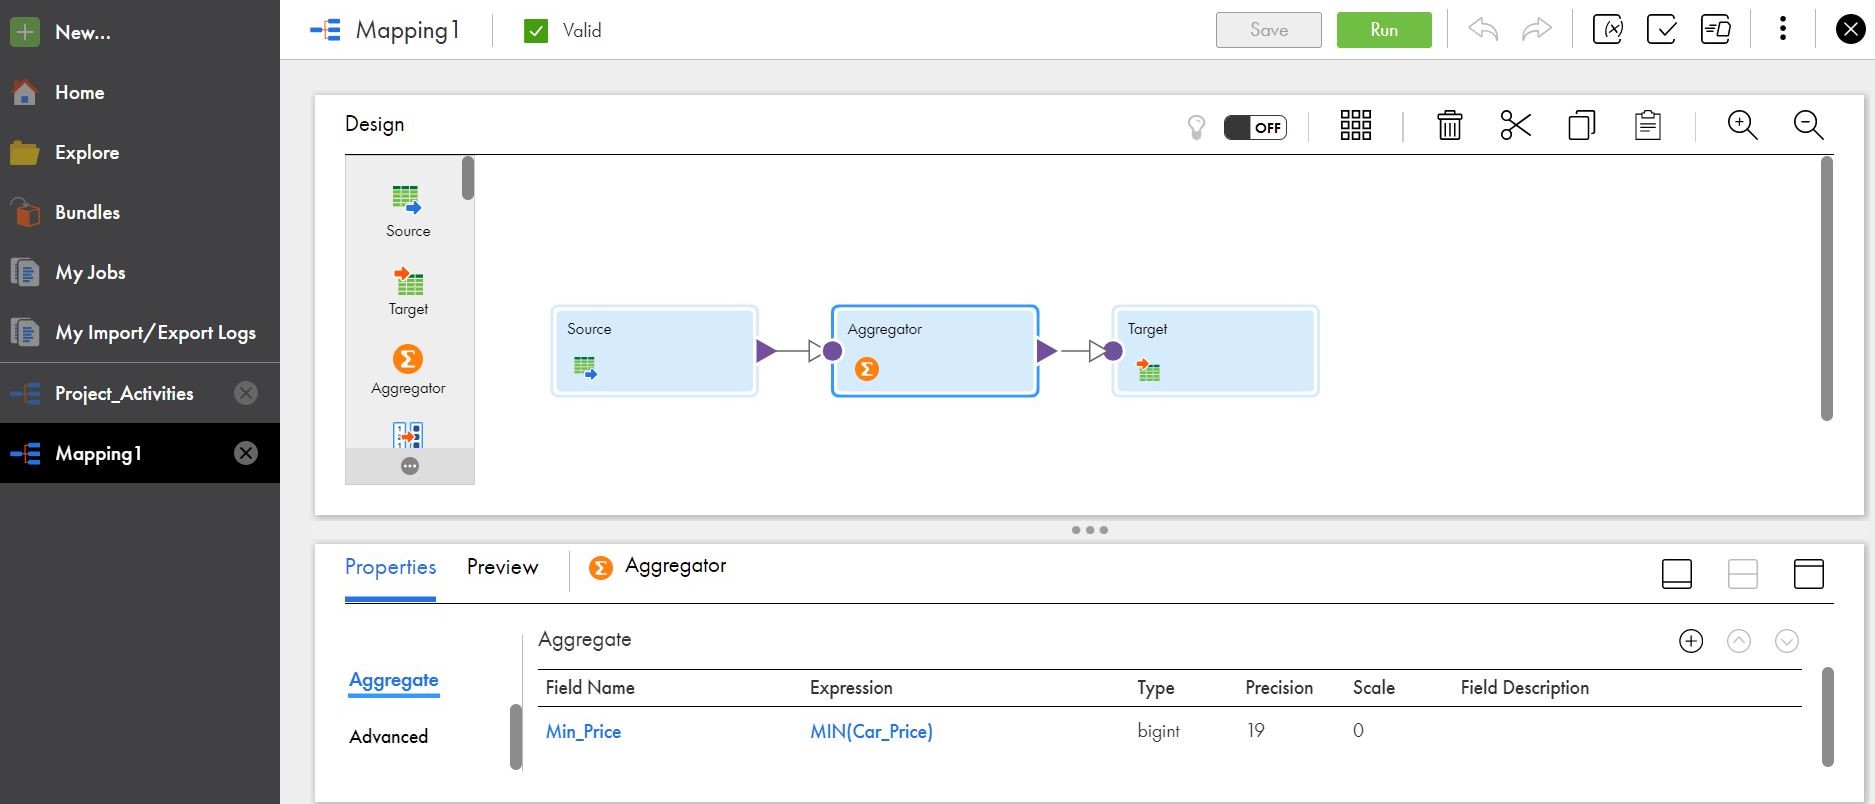 New...
Home
Explore
Bundles
My Jobs
My Import/Export Logs
Project_Activities
Mapping1
Mapping1
Valid
Save
Run
(x)
Design
OFF
Source
Target
Aggregator
Source
Aggregator
Target
Properties
Preview
Aggregator
Aggregate
Advanced
Aggregate
Field Name Expression Type Precision Scale Field Description
Min_Price MIN(Car_Price) bigint 19 0